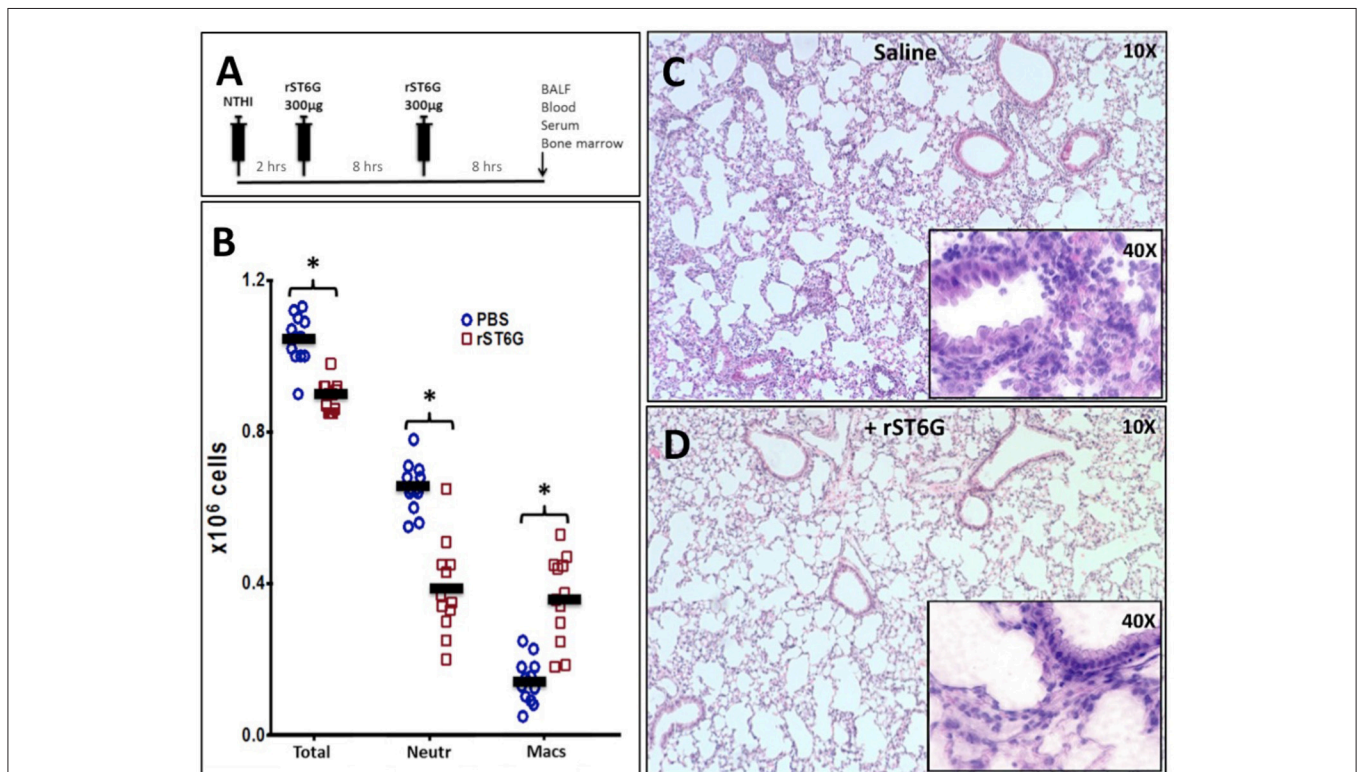 A
NTHI
rST6G
300µg
rST6G
300µg
BALF
Blood
Serum
Bone marrow
2 hrs
8 hrs
8 hrs
B
1.2
0.8
0.4
0.0
x10⁶ cells
*
*
*
PBS
rST6G
Total
Neutr
Macs
C
Saline
10X
40X
D
+ rST6G
10X
40X